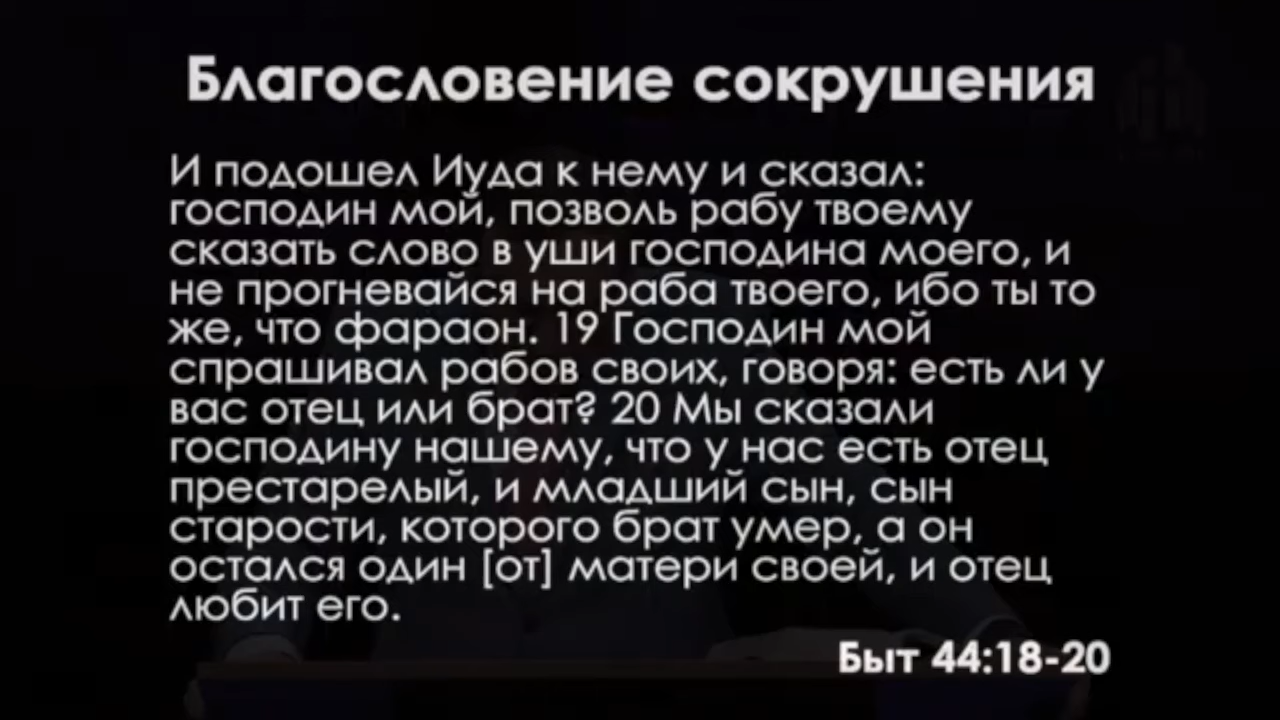 Благословение сокрушения
И подошел Иуда к нему и сказал:
господин мой, позволь рабу твоему
сказать слово в уши господина моего, и
не прогневайся на раба твоего, ибо ты то
же, что фараон. 19 Господин мой
спрашивал рабов своих, говоря: есть ли у
вас отец или брат? 20 Мы сказали
господину нашему, что у нас есть отец
престарелый, и младший сын, сын
старости, которого брат умер, а он
остался один [от] матери своей, и отец
любит его.
Быт 44:18-20